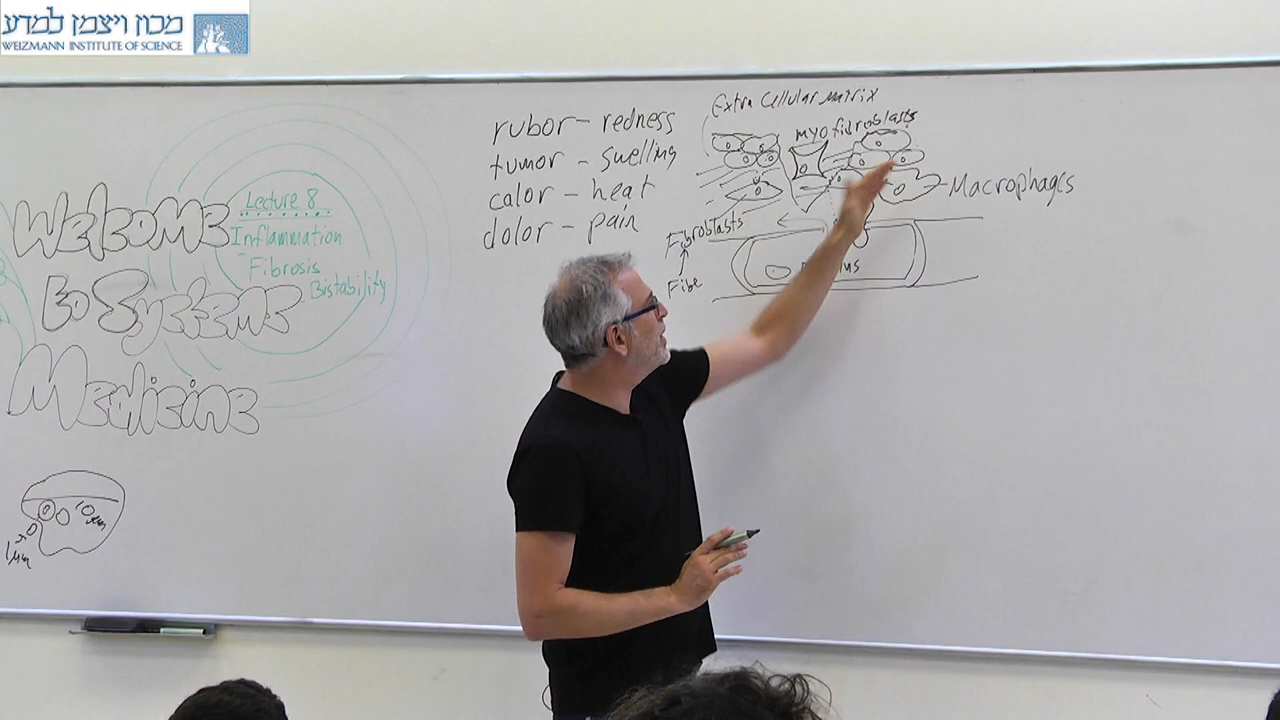 מכון ויצמן למדע
WEIZMANN INSTITUTE OF SCIENCE
Welcome
to Systems
Medicine
Lecture 8
Inflammation
Fibrosis
Bistability
rubor - redness
tumor - swelling
calor - heat
dolor - pain
Extra Cellular matrix
myofibroblasts
Macrophages
Fibroblasts
Fibe